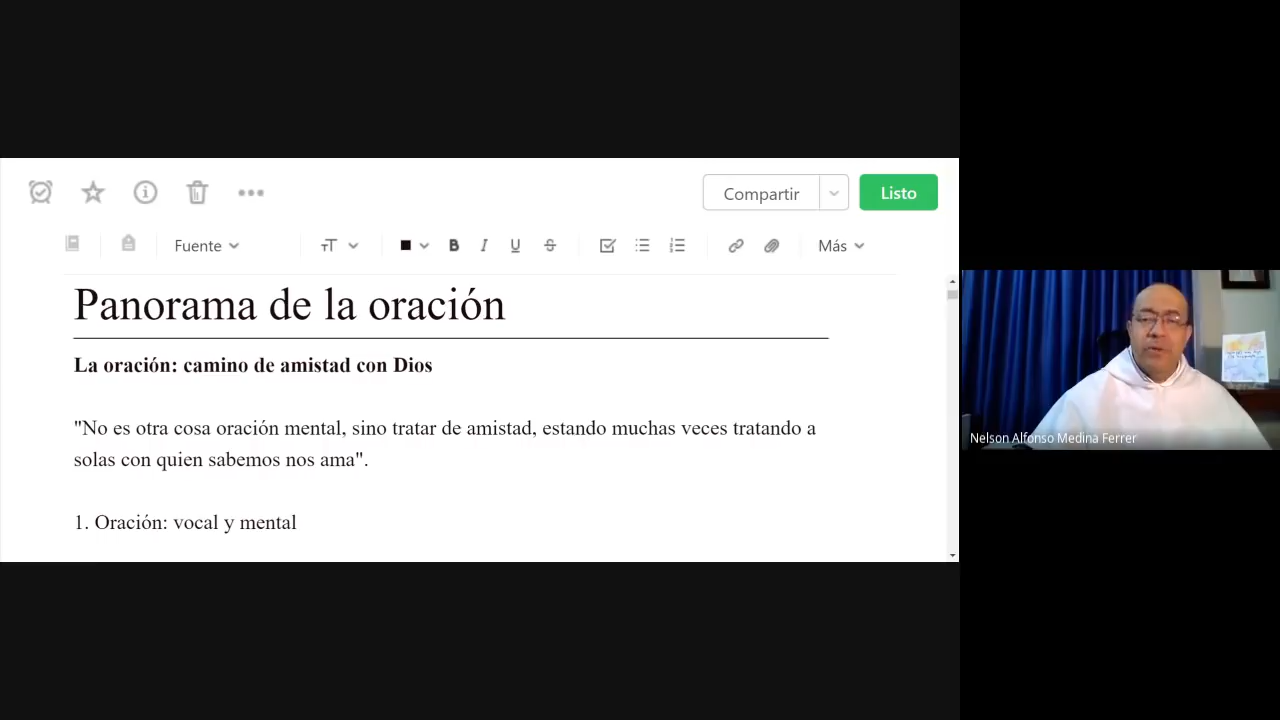 Compartir
Listo
Fuente
Más
Panorama de la oración
La oración: camino de amistad con Dios
"No es otra cosa oración mental, sino tratar de amistad, estando muchas veces tratando a
solas con quien sabemos nos ama".
1. Oración: vocal y mental
Nelson Alfonso Medina Ferrer